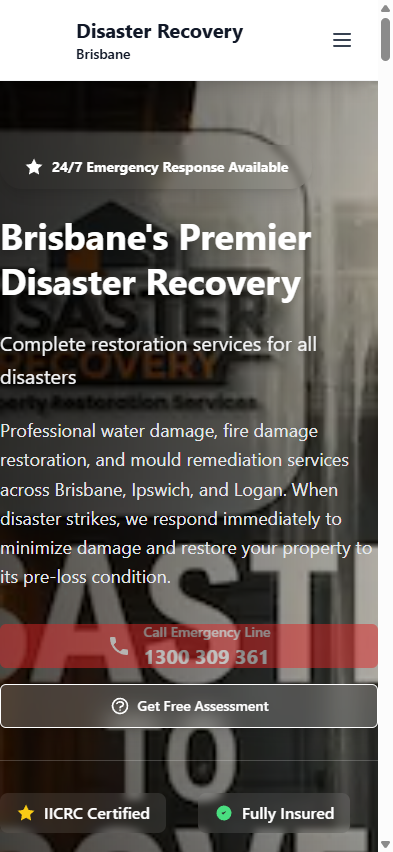 Disaster Recovery
Brisbane
24/7 Emergency Response Available
Brisbane's Premier
Disaster Recovery
Complete restoration services for all
disasters
Professional water damage, fire damage
restoration, and mould remediation services
across Brisbane, Ipswich, and Logan. When
disaster strikes, we respond immediately to
minimize damage and restore your property to
its pre-loss condition.
Call Emergency Line
1300 309 361
Get Free Assessment
TO
IICRC Certified
Fully Insured